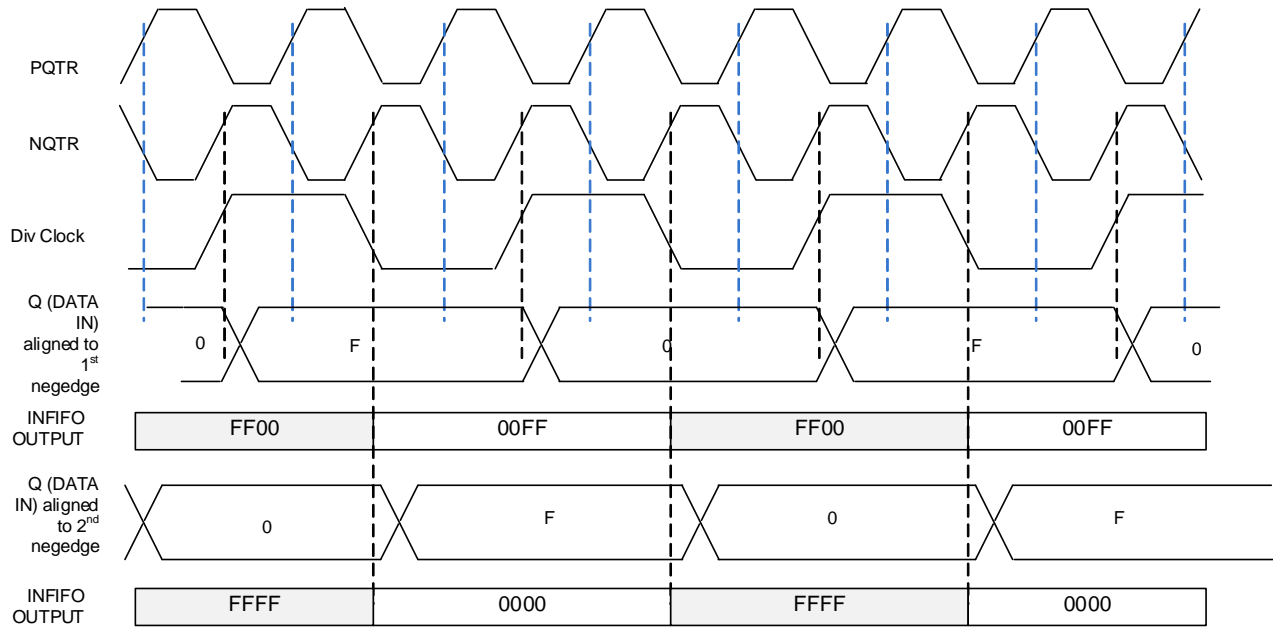 PQTR
NQTR
Div Clock
Q (DATA
IN)
aligned to
1st
negedge
0
F
0
F
0
INFIFO
OUTPUT
FF00
00FF
FF00
00FF
Q (DATA
IN) aligned
to 2nd
negedge
0
F
0
F
INFIFO
OUTPUT
FFFF
0000
FFFF
0000